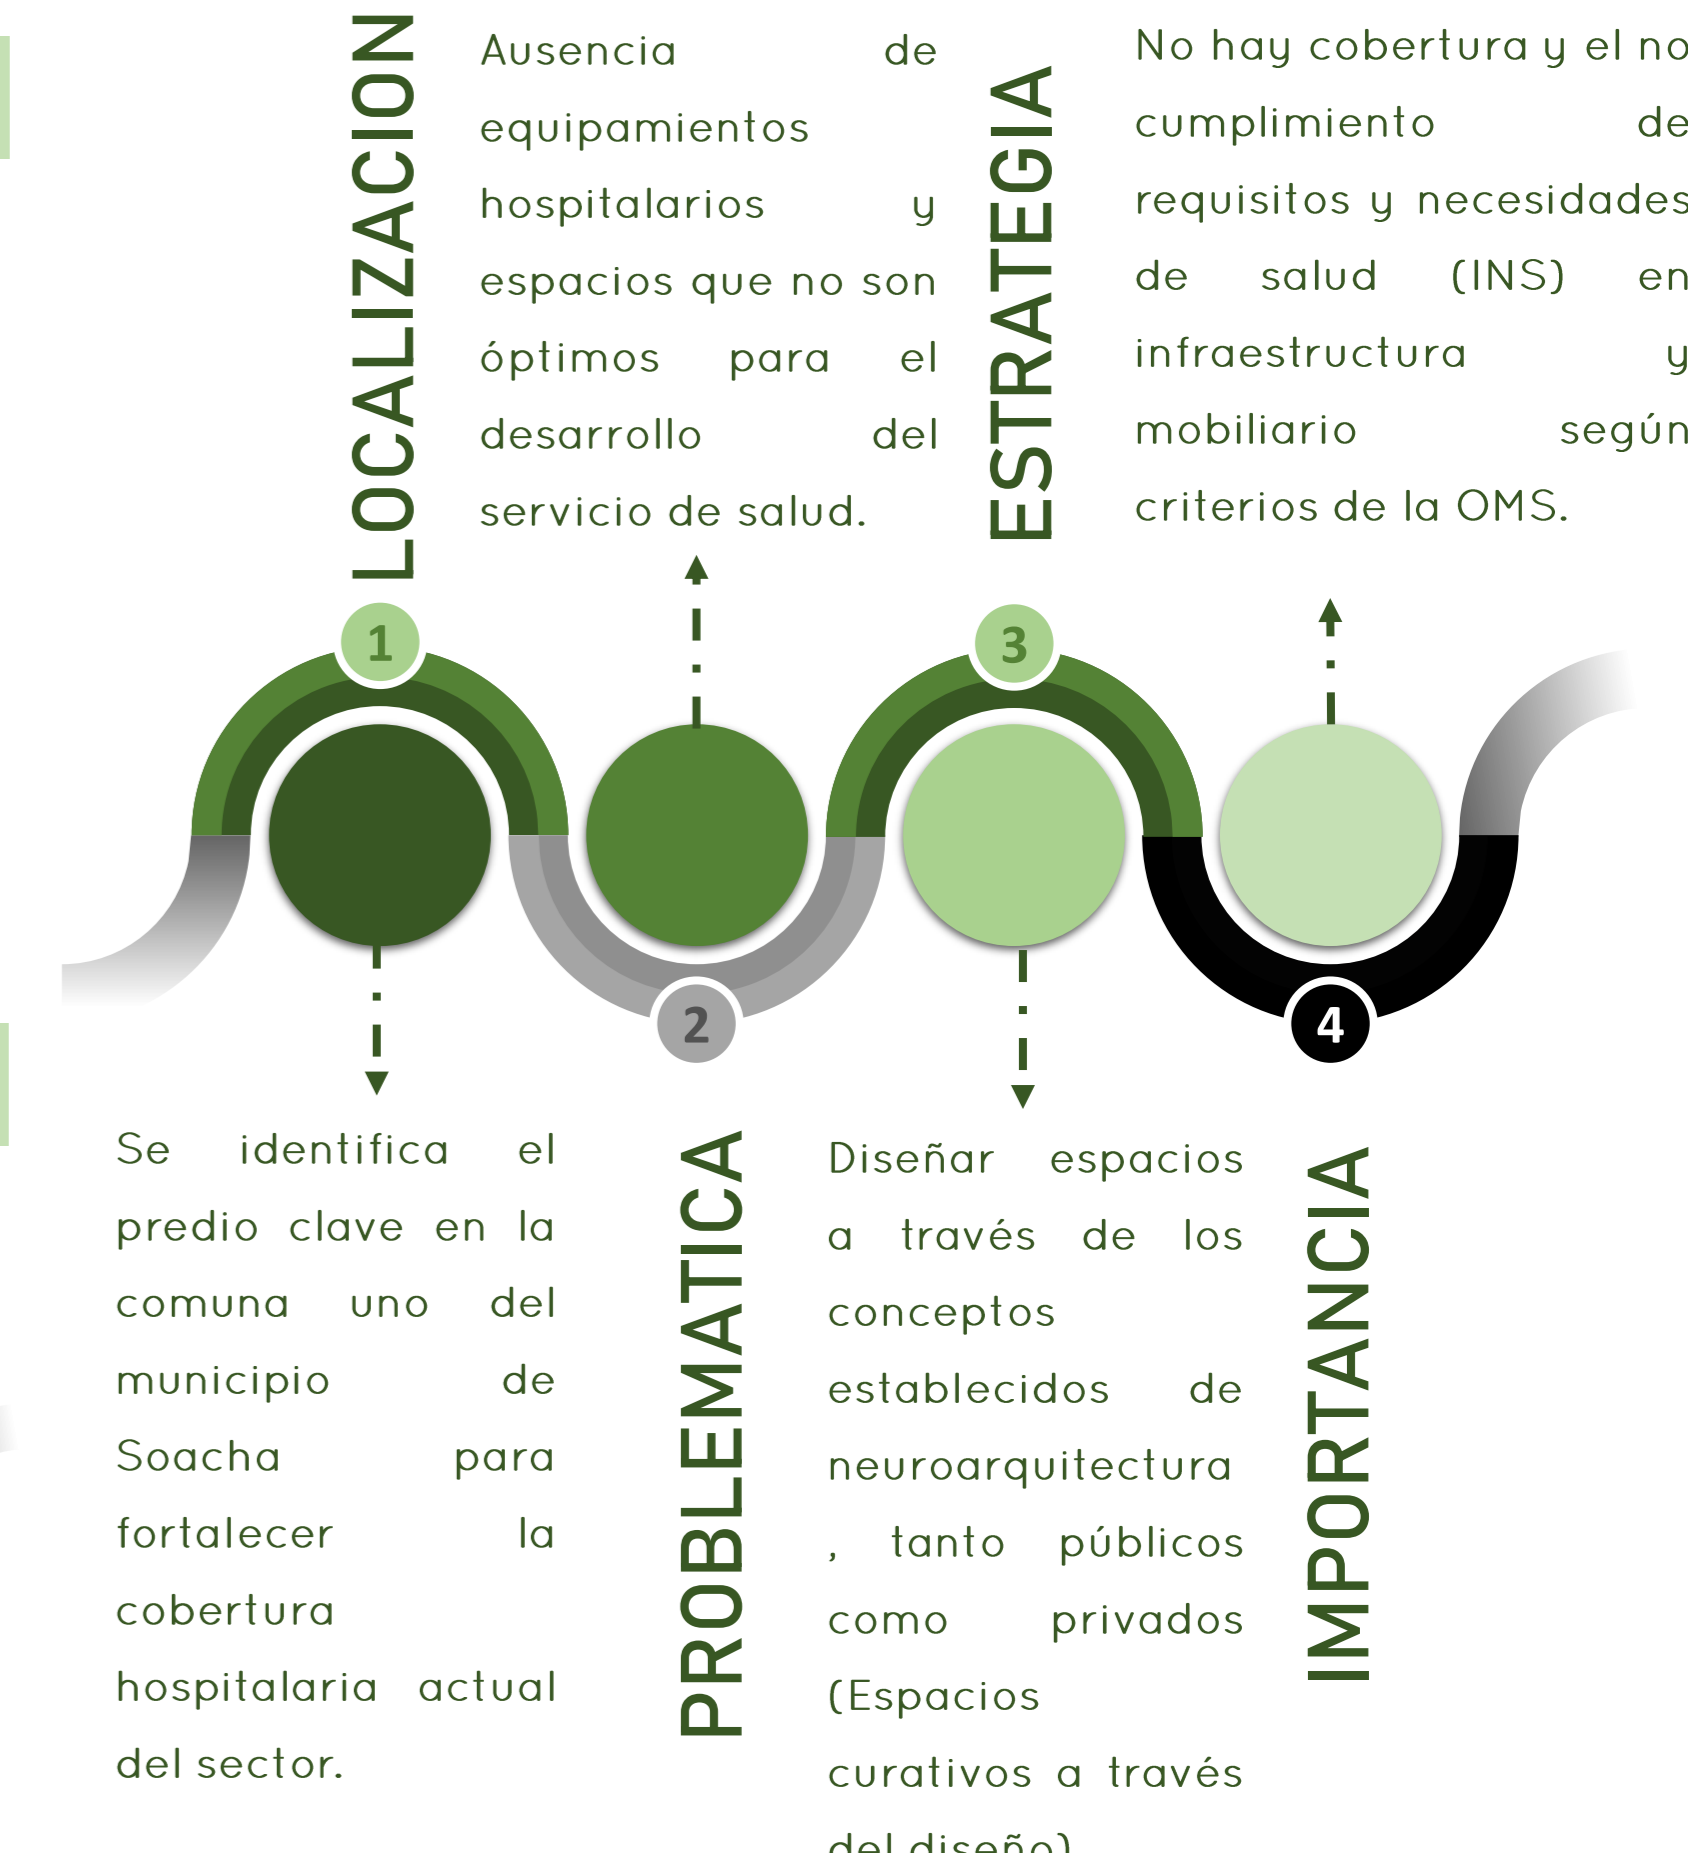 LOCALIZACION
1
Se identifica el
predio clave en la
comuna uno del
municipio de
Soacha para
fortalecer la
cobertura
hospitalaria actual
del sector.
Ausencia de
equipamientos
hospitalarios y
espacios que no son
óptimos para el
desarrollo del
servicio de salud.
2
PROBLEMATICA
ESTRATEGIA
3
Diseñar espacios
a través de los
conceptos
establecidos de
neuroarquitectura
, tanto públicos
como privados
(Espacios
curativos a través
del diseño)
No hay cobertura y el no
cumplimiento de
requisitos y necesidades
de salud (INS) en
infraestructura y
mobiliario según
criterios de la OMS.
4
IMPORTANCIA